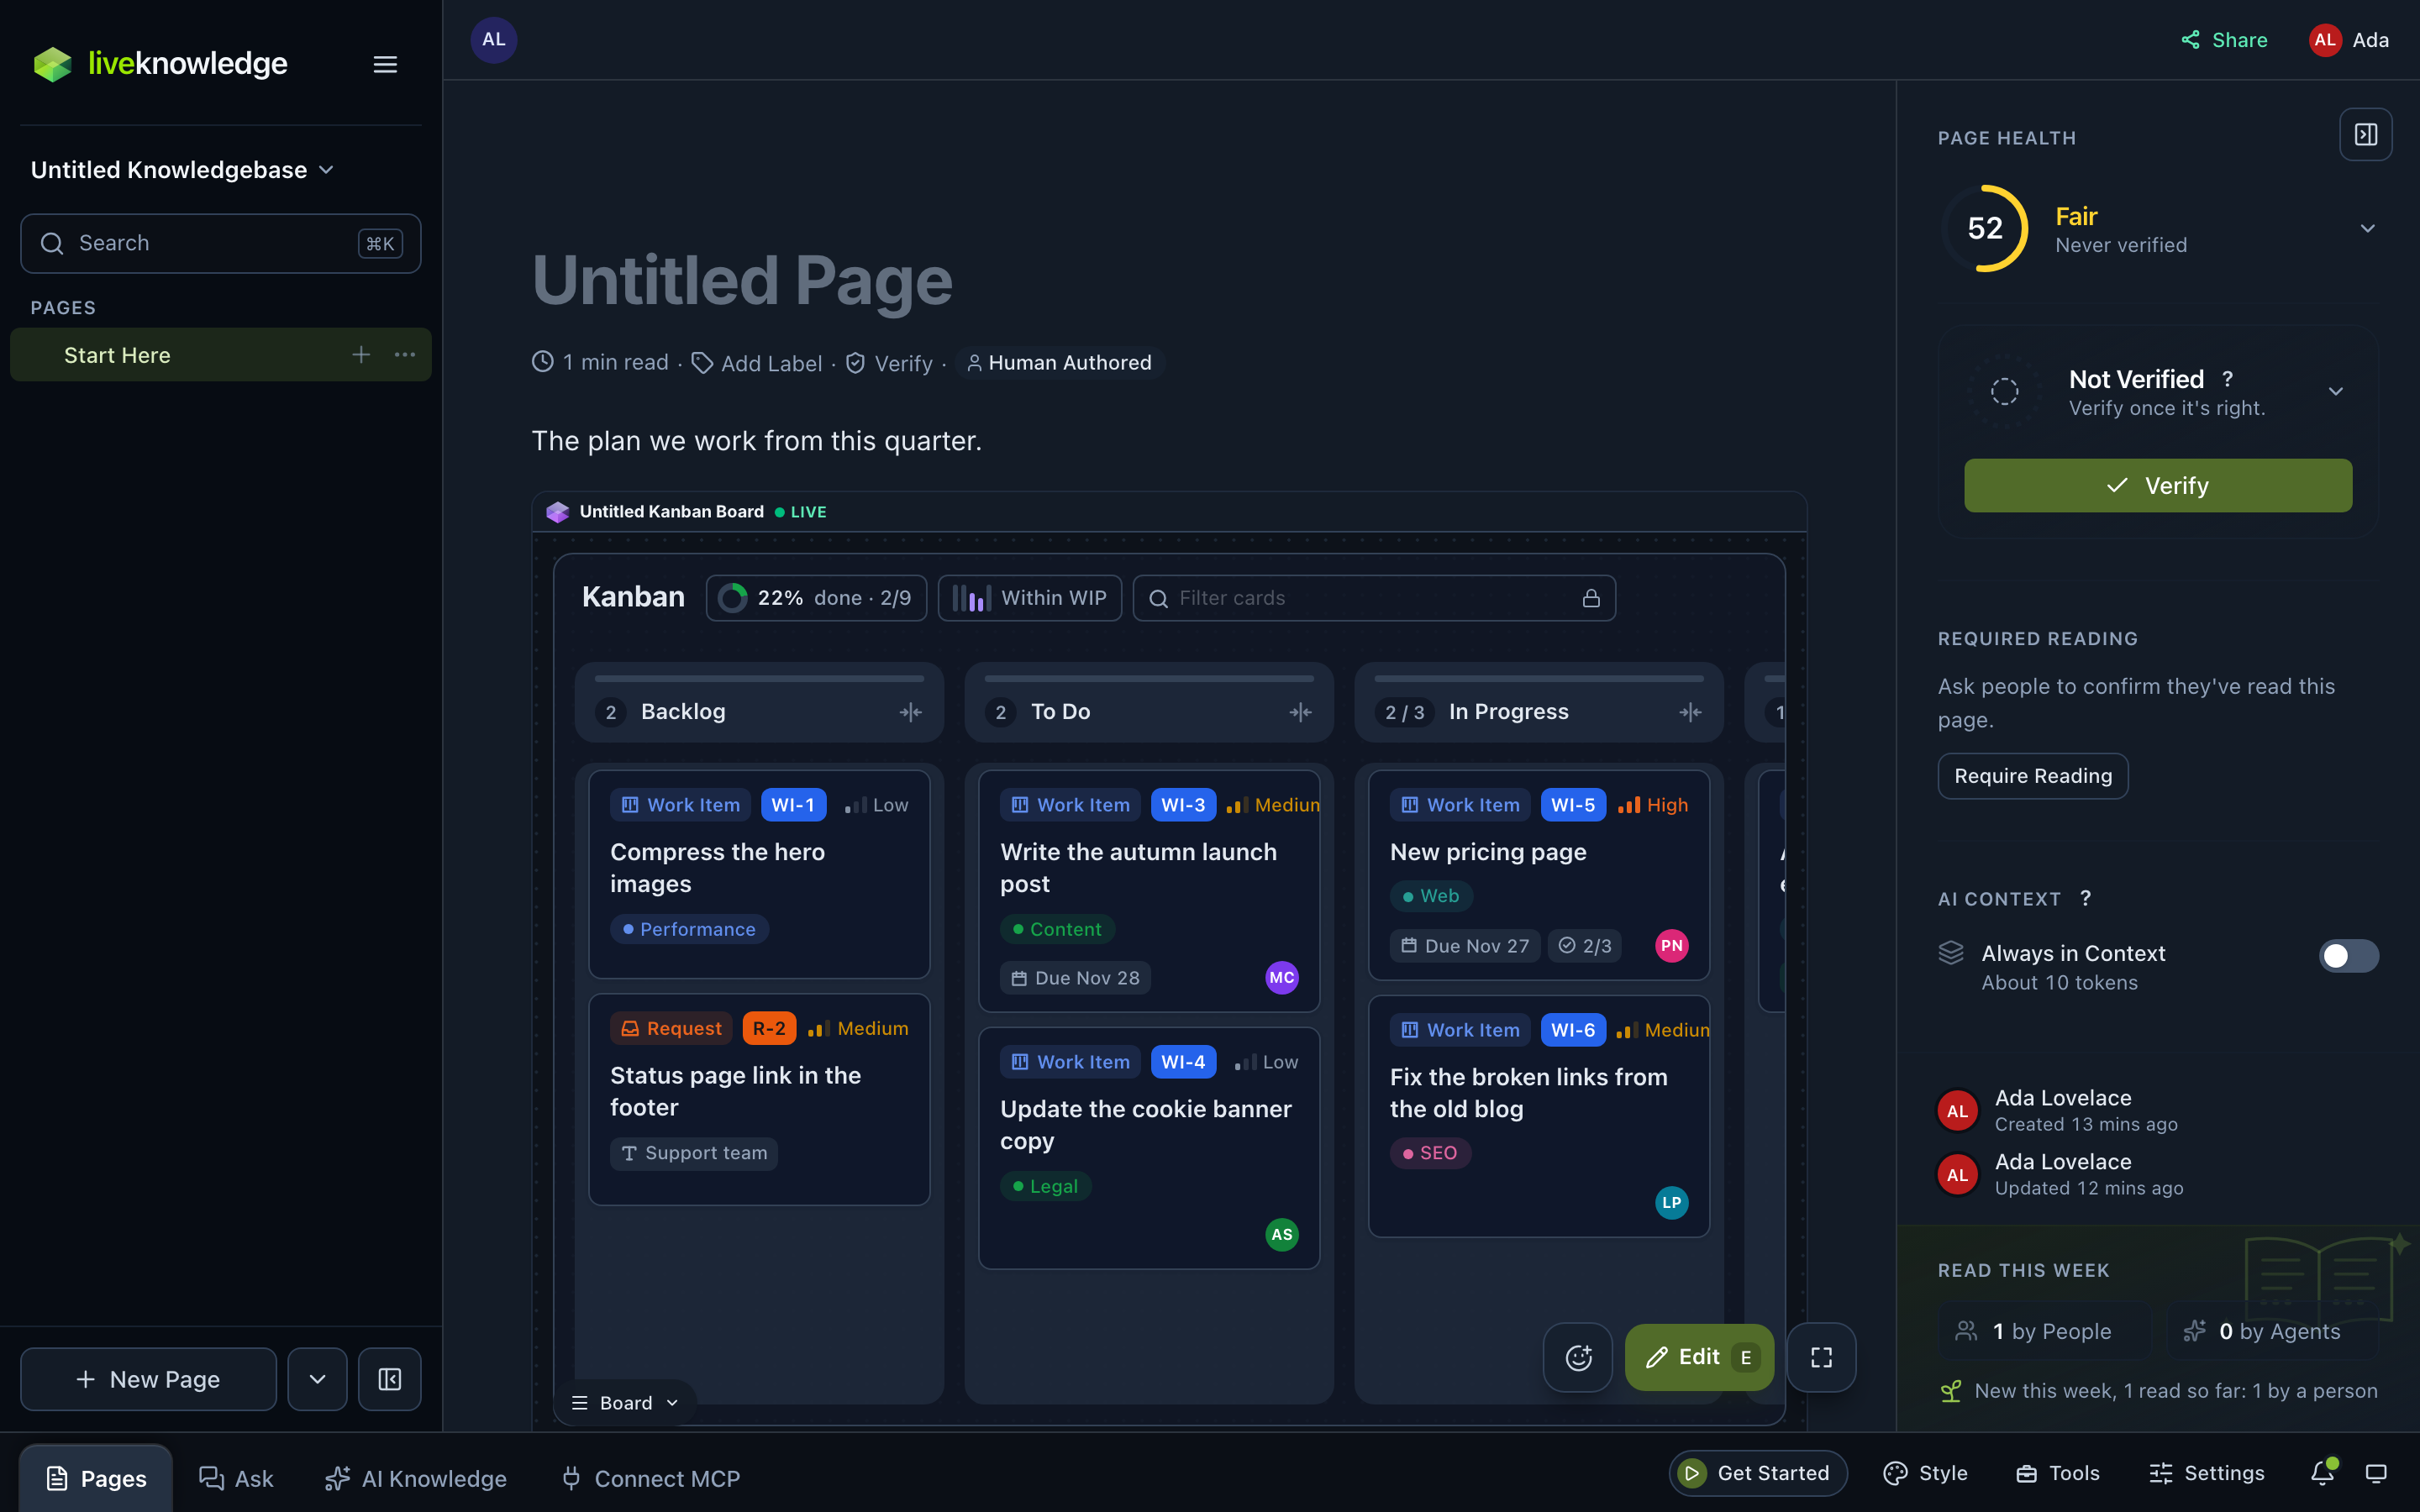 liveknowledge
Untitled Knowledgebase
Search
⌘K
PAGES
Start Here
New Page
AL
Share
AL
Ada
Untitled Page
1 min read · Add Label · Verify · Human Authored
The plan we work from this quarter.
Untitled Kanban Board LIVE
Kanban
22% done · 2/9
Within WIP
Filter cards
2 Backlog
Work Item WI-1 Low
Compress the hero
images
Performance
Request R-2 Medium
Status page link in the
footer
Support team
2 To Do
Work Item WI-3 Medium
Write the autumn launch
post
Content
Due Nov 28
MC
Work Item WI-4 Low
Update the cookie banner
copy
Legal
AS
2 / 3 In Progress
Work Item WI-5 High
New pricing page
Web
Due Nov 27 2/3
PN
Work Item WI-6 Medium
Fix the broken links from
the old blog
SEO
LP
1
Board
Edit E
PAGE HEALTH
52
Fair
Never verified
Not Verified ?
Verify once it's right.
Verify
REQUIRED READING
Ask people to confirm they've read this
page.
Require Reading
AI CONTEXT ?
Always in Context
About 10 tokens
AL
Ada Lovelace
Created 13 mins ago
AL
Ada Lovelace
Updated 12 mins ago
READ THIS WEEK
1 by People
0 by Agents
New this week, 1 read so far: 1 by a person
Pages
Ask
AI Knowledge
Connect MCP
Get Started
Style
Tools
Settings